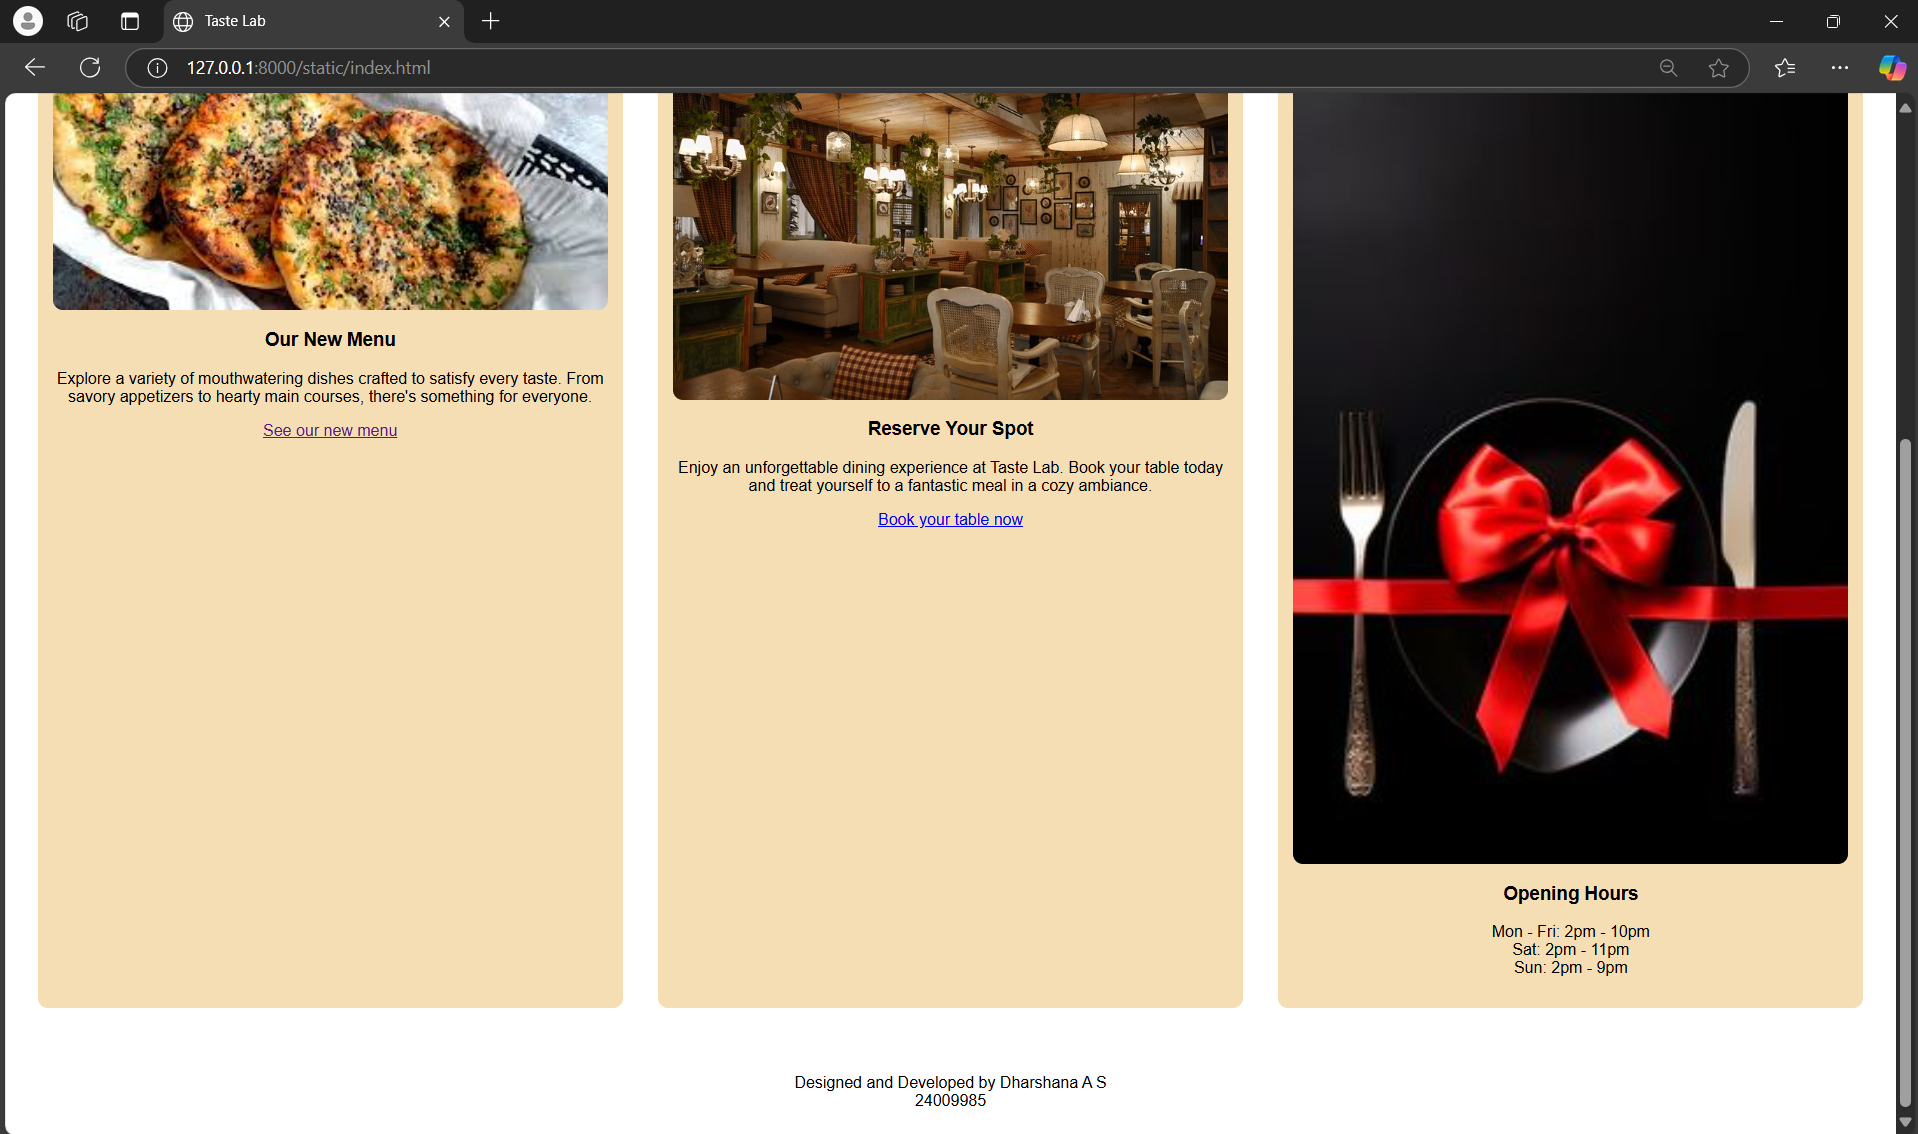 Taste Lab
127.0.0.1:8000/static/index.html
Our New Menu
Explore a variety of mouthwatering dishes crafted to satisfy every taste. From
savory appetizers to hearty main courses, there's something for everyone.
See our new menu
Reserve Your Spot
Enjoy an unforgettable dining experience at Taste Lab. Book your table today
and treat yourself to a fantastic meal in a cozy ambiance.
Book your table now
Opening Hours
Mon - Fri: 2pm - 10pm
Sat: 2pm - 11pm
Sun: 2pm - 9pm
Designed and Developed by Dharshana A S
24009985